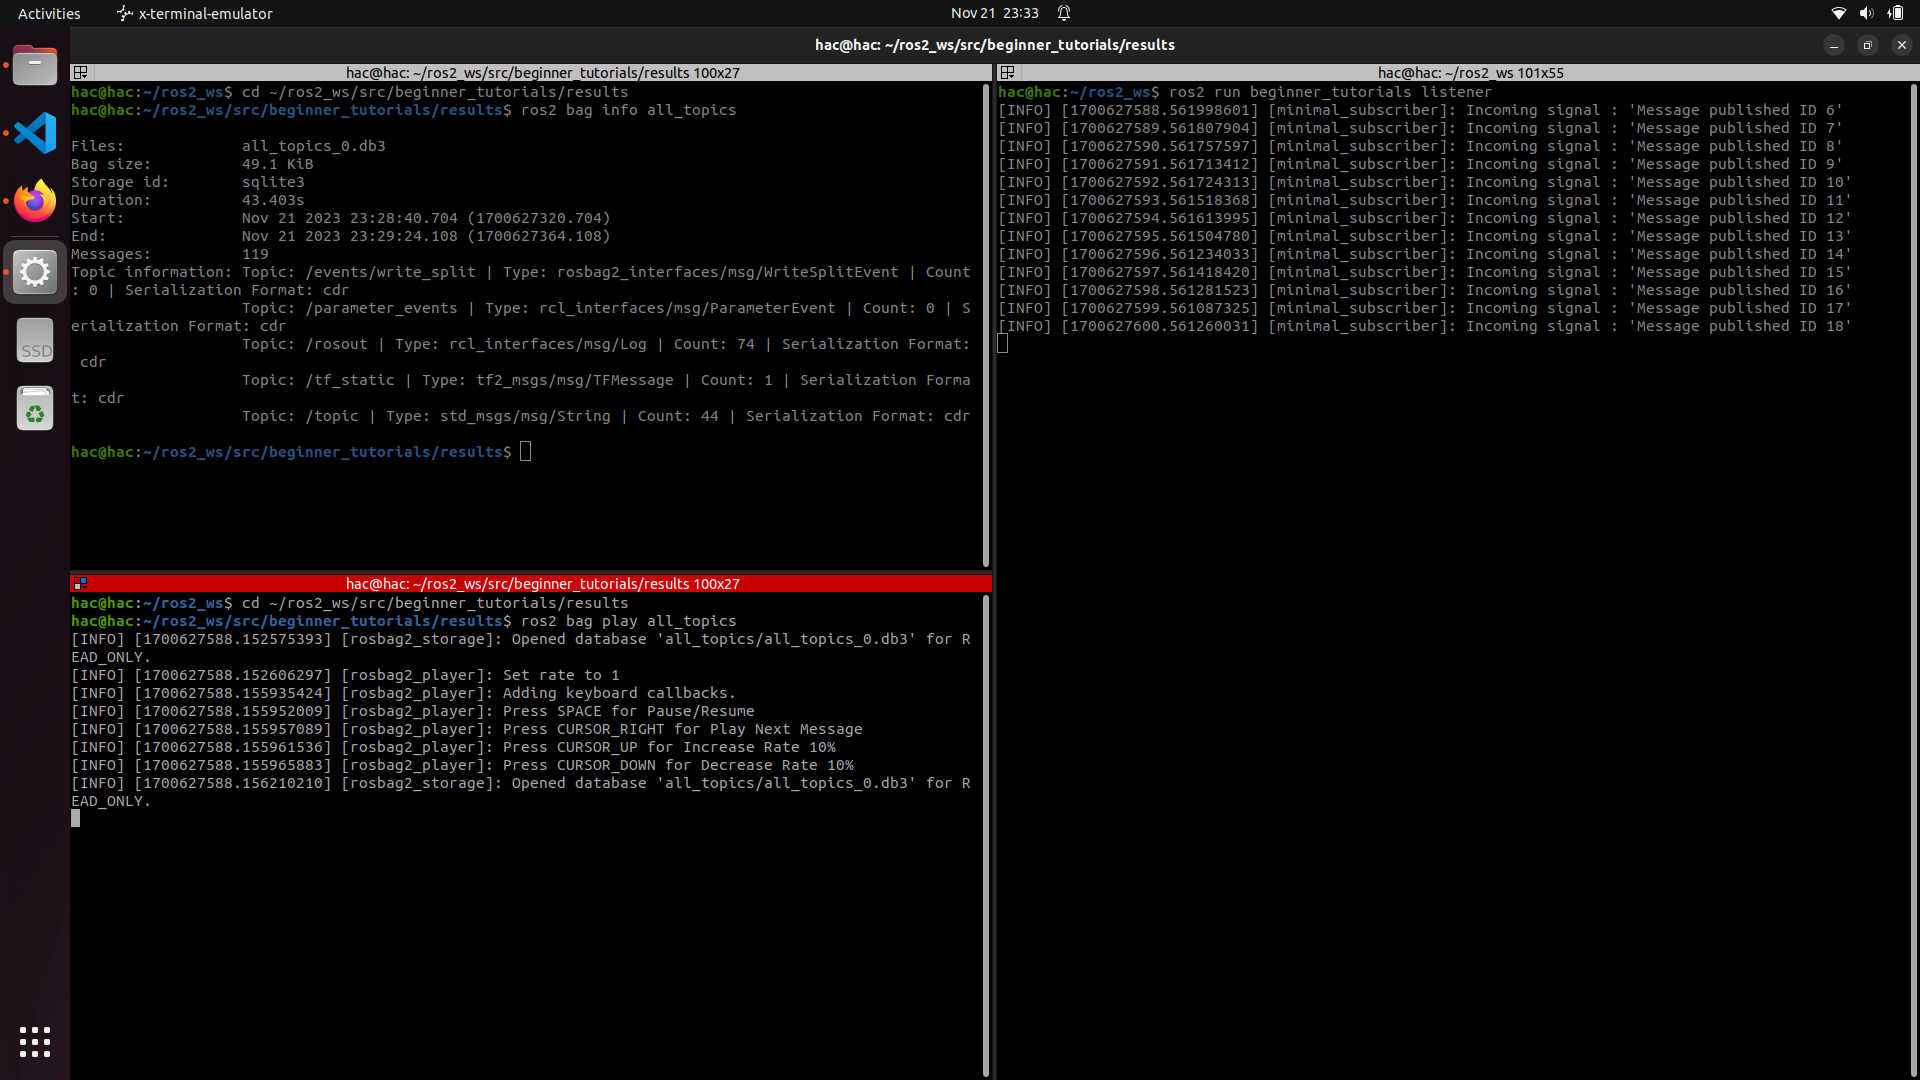 Activities
x-terminal-emulator
Nov 21 23:33
hac@hac: ~/ros2_ws/src/beginner_tutorials/results
hac@hac: ~/ros2_ws/src/beginner_tutorials/results 100x27
hac@hac:~/ros2_ws$ cd ~/ros2_ws/src/beginner_tutorials/results
hac@hac:~/ros2_ws/src/beginner_tutorials/results$ ros2 bag info all_topics
Files:             all_topics_0.db3
Bag size:          49.1 KiB
Storage id:        sqlite3
Duration:          43.403s
Start:             Nov 21 2023 23:28:40.704 (1700627320.704)
End:               Nov 21 2023 23:29:24.108 (1700627364.108)
Messages:          119
Topic information: Topic: /events/write_split | Type: rosbag2_interfaces/msg/WriteSplitEvent | Count
: 0 | Serialization Format: cdr
Topic: /parameter_events | Type: rcl_interfaces/msg/ParameterEvent | Count: 0 | S
erialization Format: cdr
Topic: /rosout | Type: rcl_interfaces/msg/Log | Count: 74 | Serialization Format:
cdr
Topic: /tf_static | Type: tf2_msgs/msg/TFMessage | Count: 1 | Serialization Forma
t: cdr
Topic: /topic | Type: std_msgs/msg/String | Count: 44 | Serialization Format: cdr
hac@hac:~/ros2_ws/src/beginner_tutorials/results$
hac@hac: ~/ros2_ws/src/beginner_tutorials/results 100x27
hac@hac:~/ros2_ws$ cd ~/ros2_ws/src/beginner_tutorials/results
hac@hac:~/ros2_ws/src/beginner_tutorials/results$ ros2 bag play all_topics
[INFO] [1700627588.152575393] [rosbag2_storage]: Opened database 'all_topics/all_topics_0.db3' for R
EAD_ONLY.
[INFO] [1700627588.152606297] [rosbag2_player]: Set rate to 1
[INFO] [1700627588.155935424] [rosbag2_player]: Adding keyboard callbacks.
[INFO] [1700627588.155952009] [rosbag2_player]: Press SPACE for Pause/Resume
[INFO] [1700627588.155957089] [rosbag2_player]: Press CURSOR_RIGHT for Play Next Message
[INFO] [1700627588.155961536] [rosbag2_player]: Press CURSOR_UP for Increase Rate 10%
[INFO] [1700627588.155965883] [rosbag2_player]: Press CURSOR_DOWN for Decrease Rate 10%
[INFO] [1700627588.156210210] [rosbag2_storage]: Opened database 'all_topics/all_topics_0.db3' for R
EAD_ONLY.
hac@hac: ~/ros2_ws 101x55
hac@hac:~/ros2_ws$ ros2 run beginner_tutorials listener
[INFO] [1700627588.561998601] [minimal_subscriber]: Incoming signal : 'Message published ID 6'
[INFO] [1700627589.561807904] [minimal_subscriber]: Incoming signal : 'Message published ID 7'
[INFO] [1700627590.561757597] [minimal_subscriber]: Incoming signal : 'Message published ID 8'
[INFO] [1700627591.561713412] [minimal_subscriber]: Incoming signal : 'Message published ID 9'
[INFO] [1700627592.561724313] [minimal_subscriber]: Incoming signal : 'Message published ID 10'
[INFO] [1700627593.561518368] [minimal_subscriber]: Incoming signal : 'Message published ID 11'
[INFO] [1700627594.561613995] [minimal_subscriber]: Incoming signal : 'Message published ID 12'
[INFO] [1700627595.561504780] [minimal_subscriber]: Incoming signal : 'Message published ID 13'
[INFO] [1700627596.561234033] [minimal_subscriber]: Incoming signal : 'Message published ID 14'
[INFO] [1700627597.561418420] [minimal_subscriber]: Incoming signal : 'Message published ID 15'
[INFO] [1700627598.561281523] [minimal_subscriber]: Incoming signal : 'Message published ID 16'
[INFO] [1700627599.561087325] [minimal_subscriber]: Incoming signal : 'Message published ID 17'
[INFO] [1700627600.561260031] [minimal_subscriber]: Incoming signal : 'Message published ID 18'
SSD